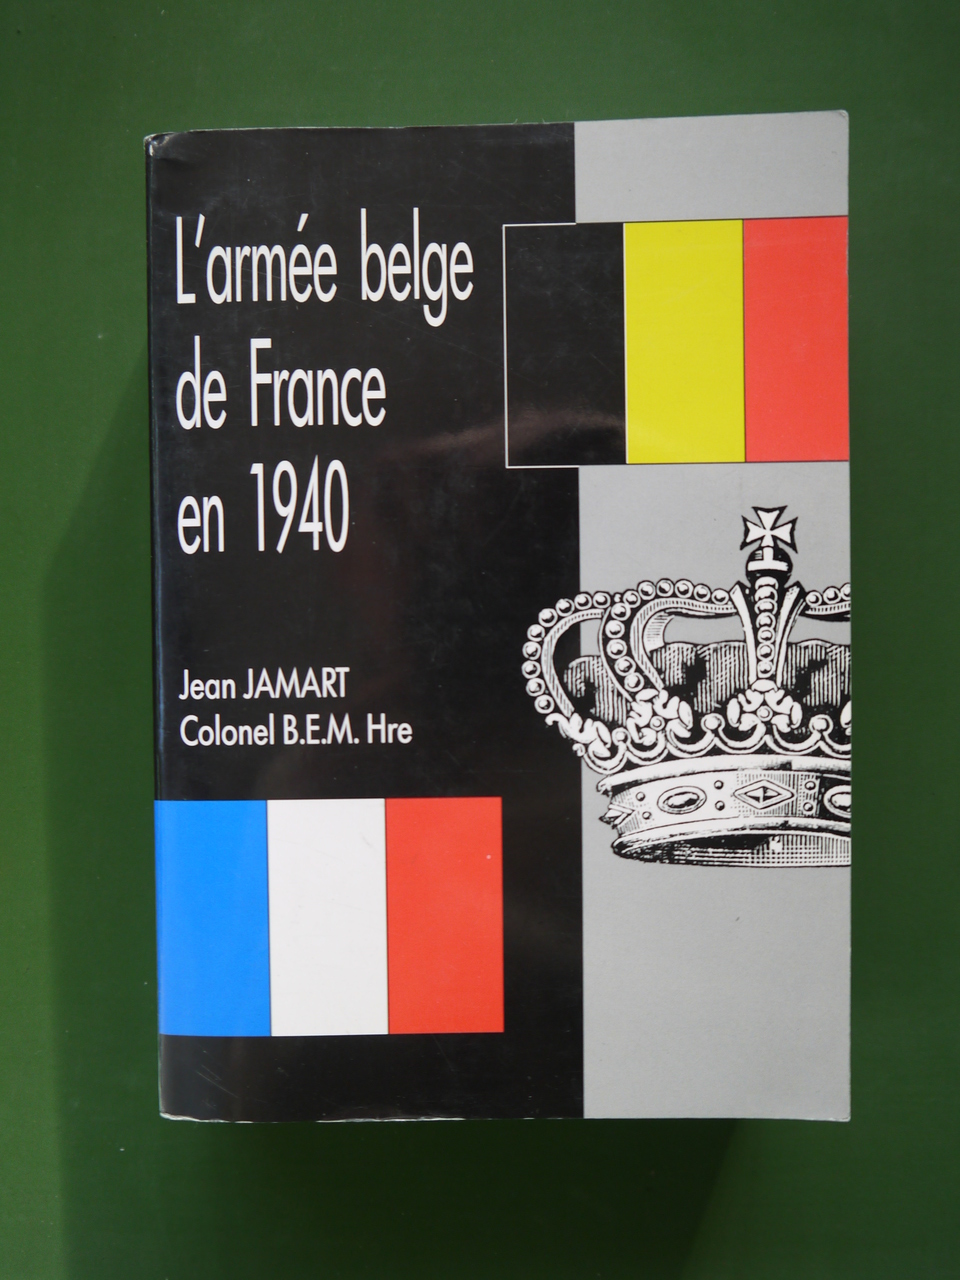 L'armée belge
de France
en 1940
Jean JAMART
Colonel B.E.M. Hre